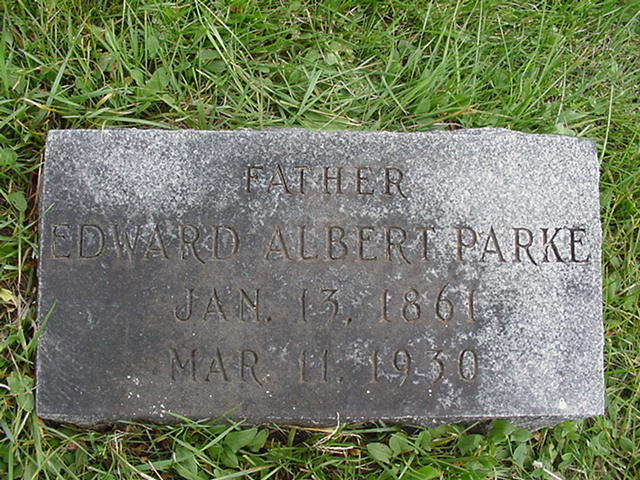 FATHER
EDWARD ALBERT PARKE
JAN. 13, 1861
MAR. 11, 1930